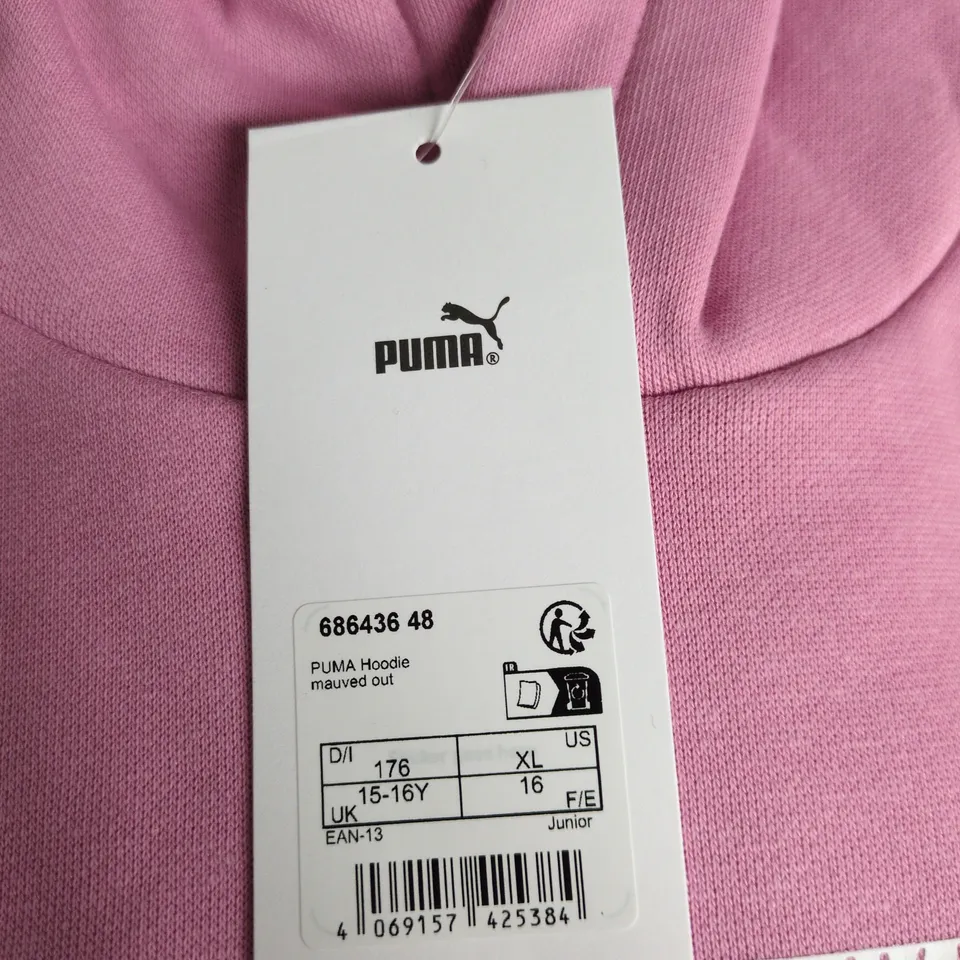 PUMA®
686436 48
PUMA Hoodie
mauved out
D/I 176 XL US
UK 15-16Y 16 F/E
EAN-13 Junior
4 069157 425384